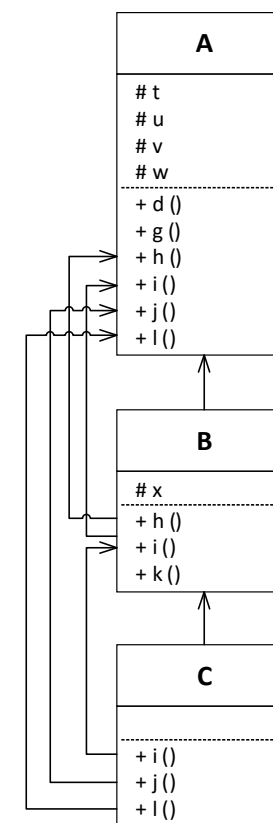 A
# t
# u
# v
# w
+ d ()
+ g ()
+ h ()
+ i ()
+ j ()
+ l ()
B
# x
+ h ()
+ i ()
+ k ()
C
+ i ()
+ j ()
+ l ()